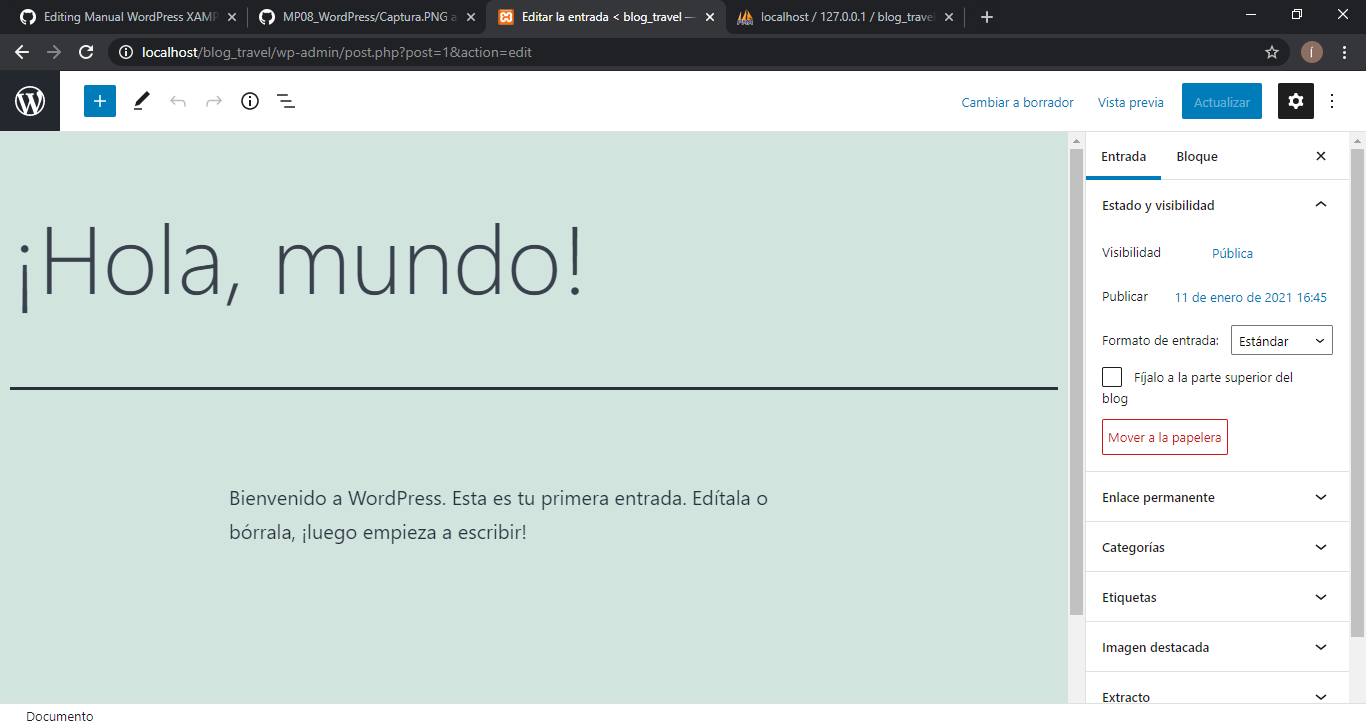 Editing Manual WordPress XAMP
MP08_WordPress/Captura.PNG a
Editar la entrada < blog_travel —
localhost / 127.0.0.1 / blog_travel
localhost/blog_travel/wp-admin/post.php?post=1&action=edit
Í
Cambiar a borrador
Vista previa
Actualizar
¡Hola, mundo!
Bienvenido a WordPress. Esta es tu primera entrada. Edítala o
bórrala, ¡luego empieza a escribir!
Entrada
Bloque
Estado y visibilidad
Visibilidad Pública
Publicar 11 de enero de 2021 16:45
Formato de entrada: Estándar
Fíjalo a la parte superior del
blog
Mover a la papelera
Enlace permanente
Categorías
Etiquetas
Imagen destacada
Extracto
Documento